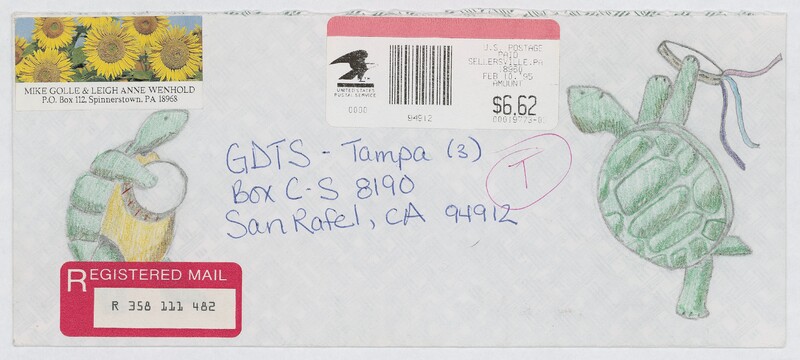 MIKE GOLLE & LEIGH ANNE WENHOLD
P.O. Box 112, Spinnerstown, PA 18968
UNITED STATES
POSTAL SERVICE
0000
94912
U.S. POSTAGE
PAID
SELLERSVILLE, PA
18960
FEB 10, '95
AMOUNT
$6.62
GDTS - Tampa (3)
Box C-S 8190
San Rafel, CA 94912
T
REGISTERED MAIL
R 358 111 482